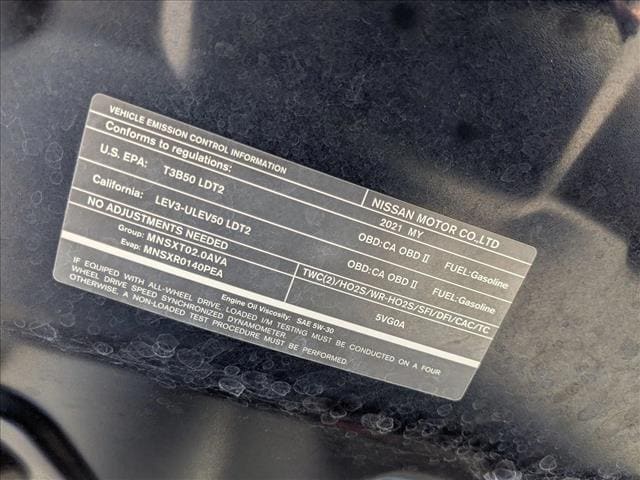 VEHICLE EMISSION CONTROL INFORMATION
NISSAN MOTOR CO.,LTD
Conforms to regulations:
2021 MY
U.S. EPA: T3B50 LDT2 OBD:CA OBD II FUEL:Gasoline
California: LEV3-ULEV50 LDT2 OBD:CA OBD II FUEL:Gasoline
NO ADJUSTMENTS NEEDED
Group: MNSXT02.0AVA TWC(2)/HO2S/WR-HO2S/SFI/DFI/CAC/TC
Evap: MNSXR0140PEA 5VG0A
Engine Oil Viscosity: SAE 5W-30
IF EQUIPPED WITH ALL-WHEEL DRIVE, LOADED I/M TESTING MUST BE CONDUCTED ON A FOUR
WHEEL DRIVE SPEED SYNCHRONIZED DYNAMOMETER.
OTHERWISE, A NON-LOADED TEST PROCEDURE MUST BE PERFORMED.